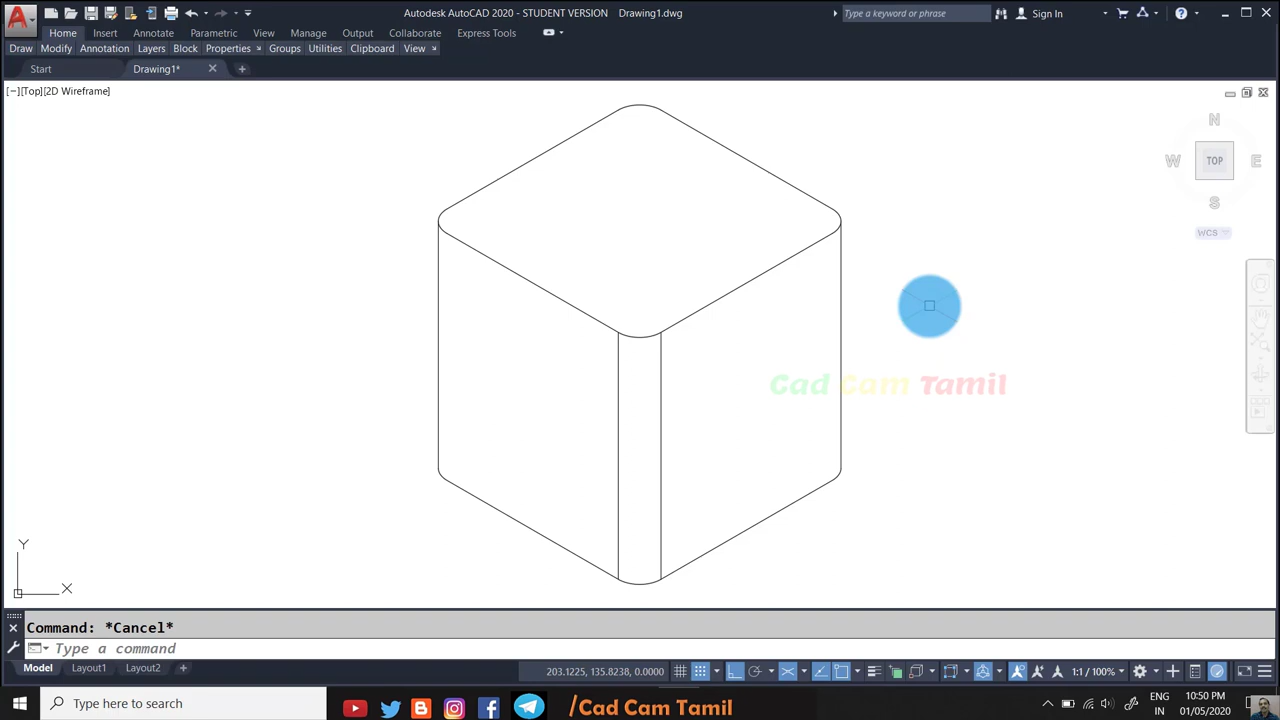 Autodesk AutoCAD 2020 - STUDENT VERSION Drawing1.dwg
Type a keyword or phrase
Sign In
Home Insert Annotate Parametric View Manage Output Collaborate Express Tools
Draw Modify Annotation Layers Block Properties Groups Utilities Clipboard View
Start Drawing1*
[−][Top][2D Wireframe]
N
W TOP E
S
WCS
Cad Cam Tamil
Y
X
Command: *Cancel*
Type a command
Model Layout1 Layout2
203.1225, 135.8238, 0.0000
1:1 / 100%
Type here to search
/Cad Cam Tamil
ENG
IN
10:50 PM
01/05/2020